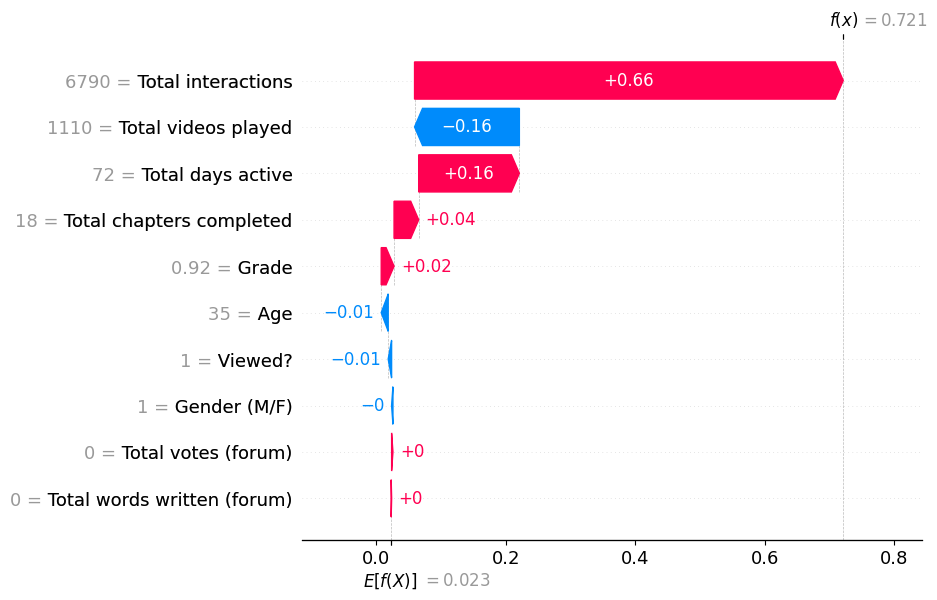 f(x) = 0.721
6790 = Total interactions +0.66
1110 = Total videos played −0.16
72 = Total days active +0.16
18 = Total chapters completed +0.04
0.92 = Grade +0.02
35 = Age −0.01
1 = Viewed? −0.01
1 = Gender (M/F) −0
0 = Total votes (forum) +0
0 = Total words written (forum) +0
0.0 0.2 0.4 0.6 0.8
E[f(X)] = 0.023